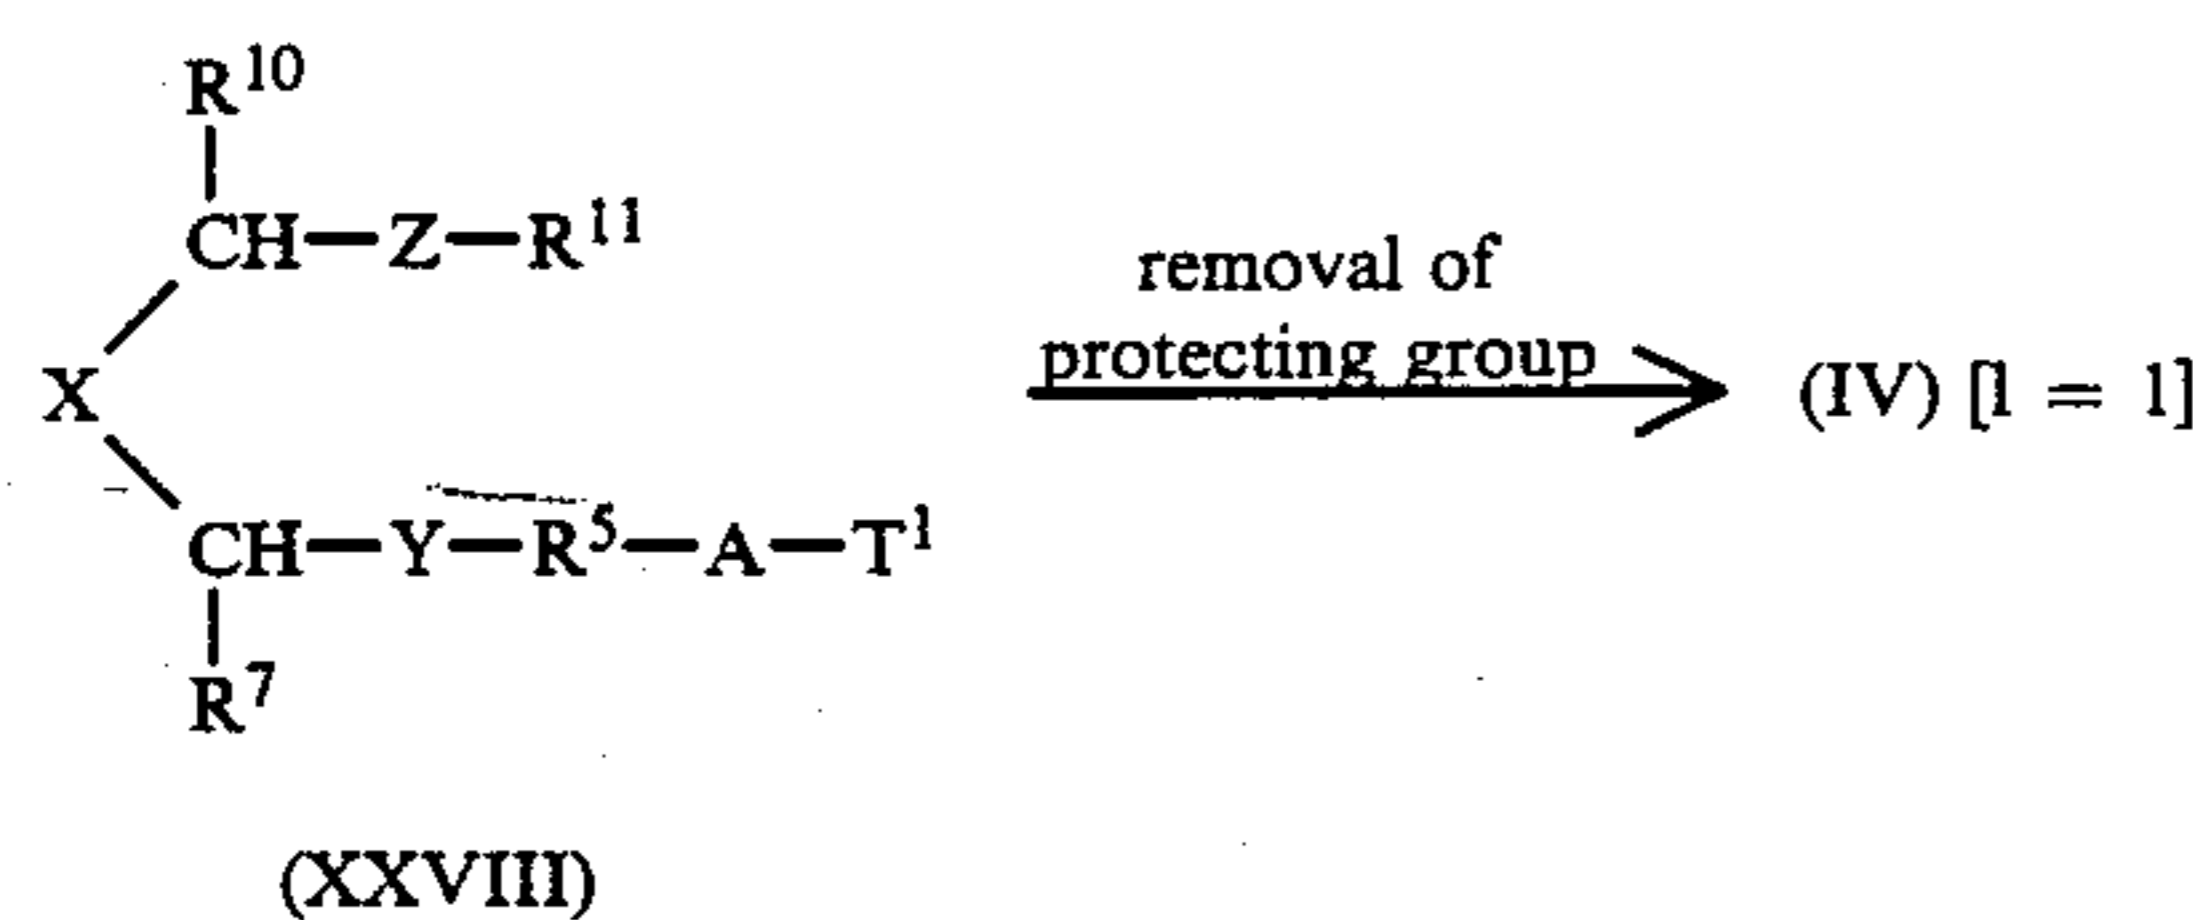 R¹⁰
CH—Z—R¹¹
removal of
protecting group
X
(IV) [l = 1]
CH—Y—R⁵—A—T¹
R⁷
(XXVIII)